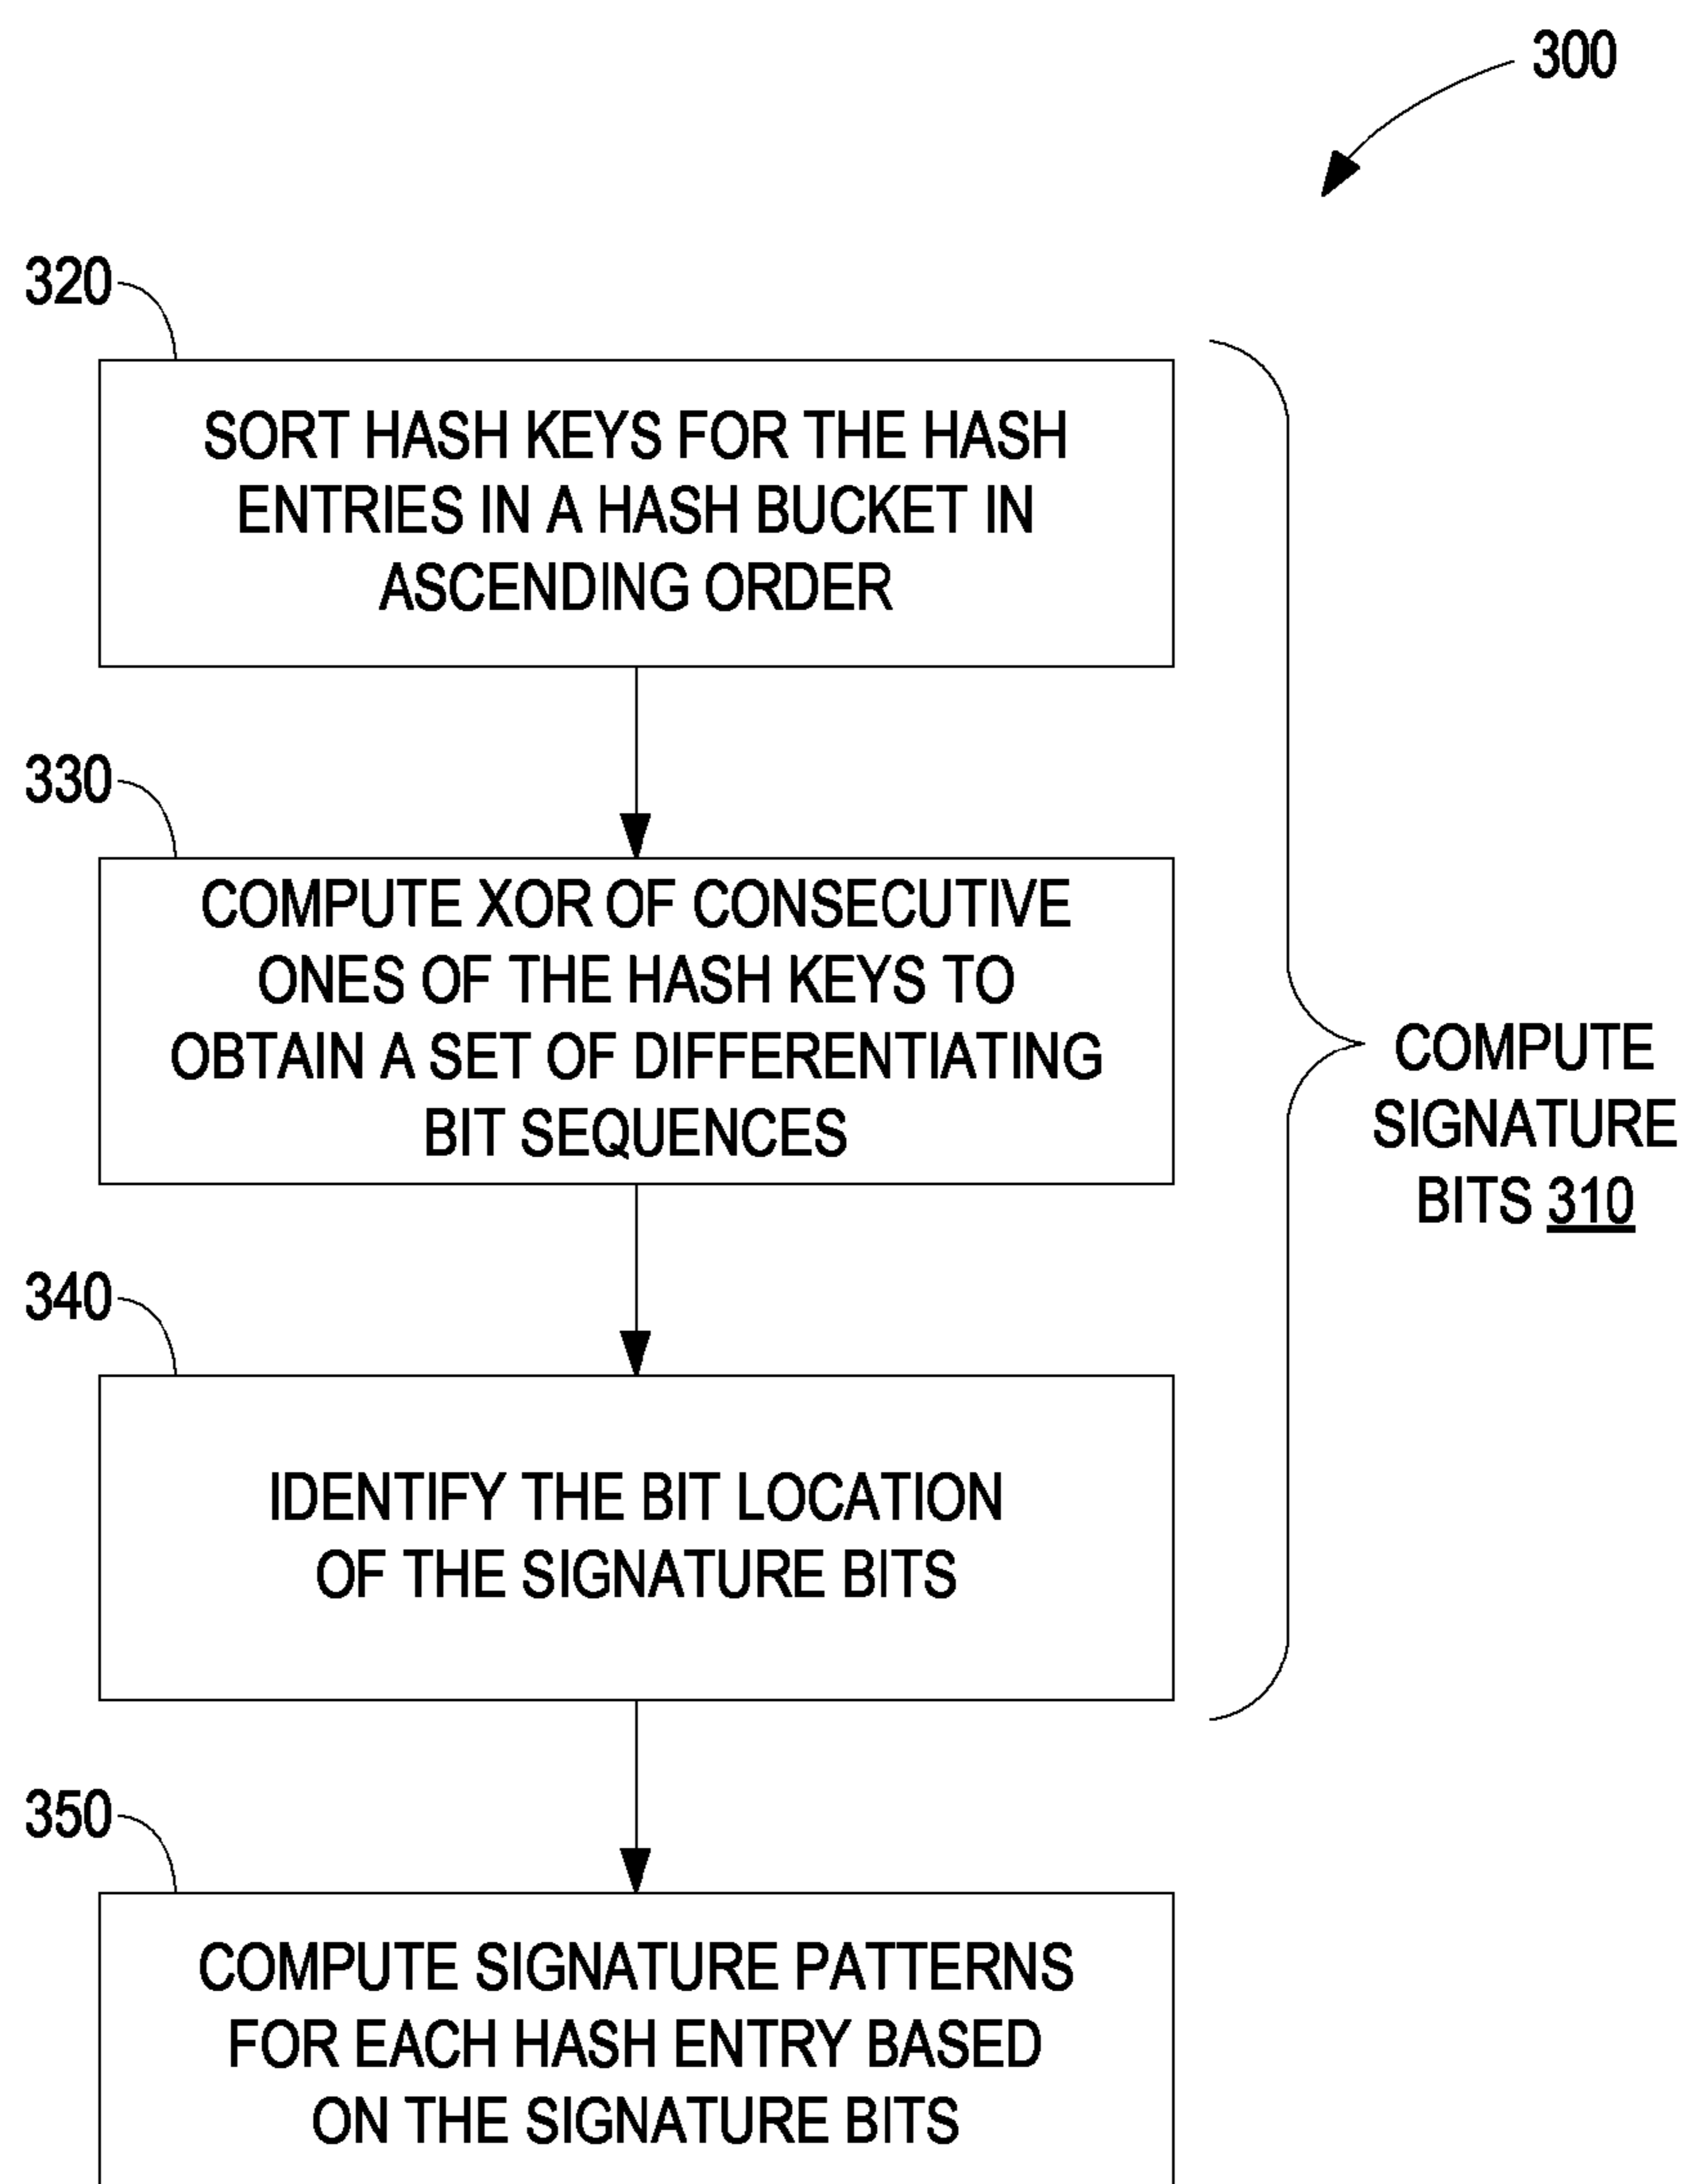 300
320
SORT HASH KEYS FOR THE HASH
ENTRIES IN A HASH BUCKET IN
ASCENDING ORDER
330
COMPUTE XOR OF CONSECUTIVE
ONES OF THE HASH KEYS TO
OBTAIN A SET OF DIFFERENTIATING
BIT SEQUENCES
COMPUTE
SIGNATURE
BITS 310
340
IDENTIFY THE BIT LOCATION
OF THE SIGNATURE BITS
350
COMPUTE SIGNATURE PATTERNS
FOR EACH HASH ENTRY BASED
ON THE SIGNATURE BITS